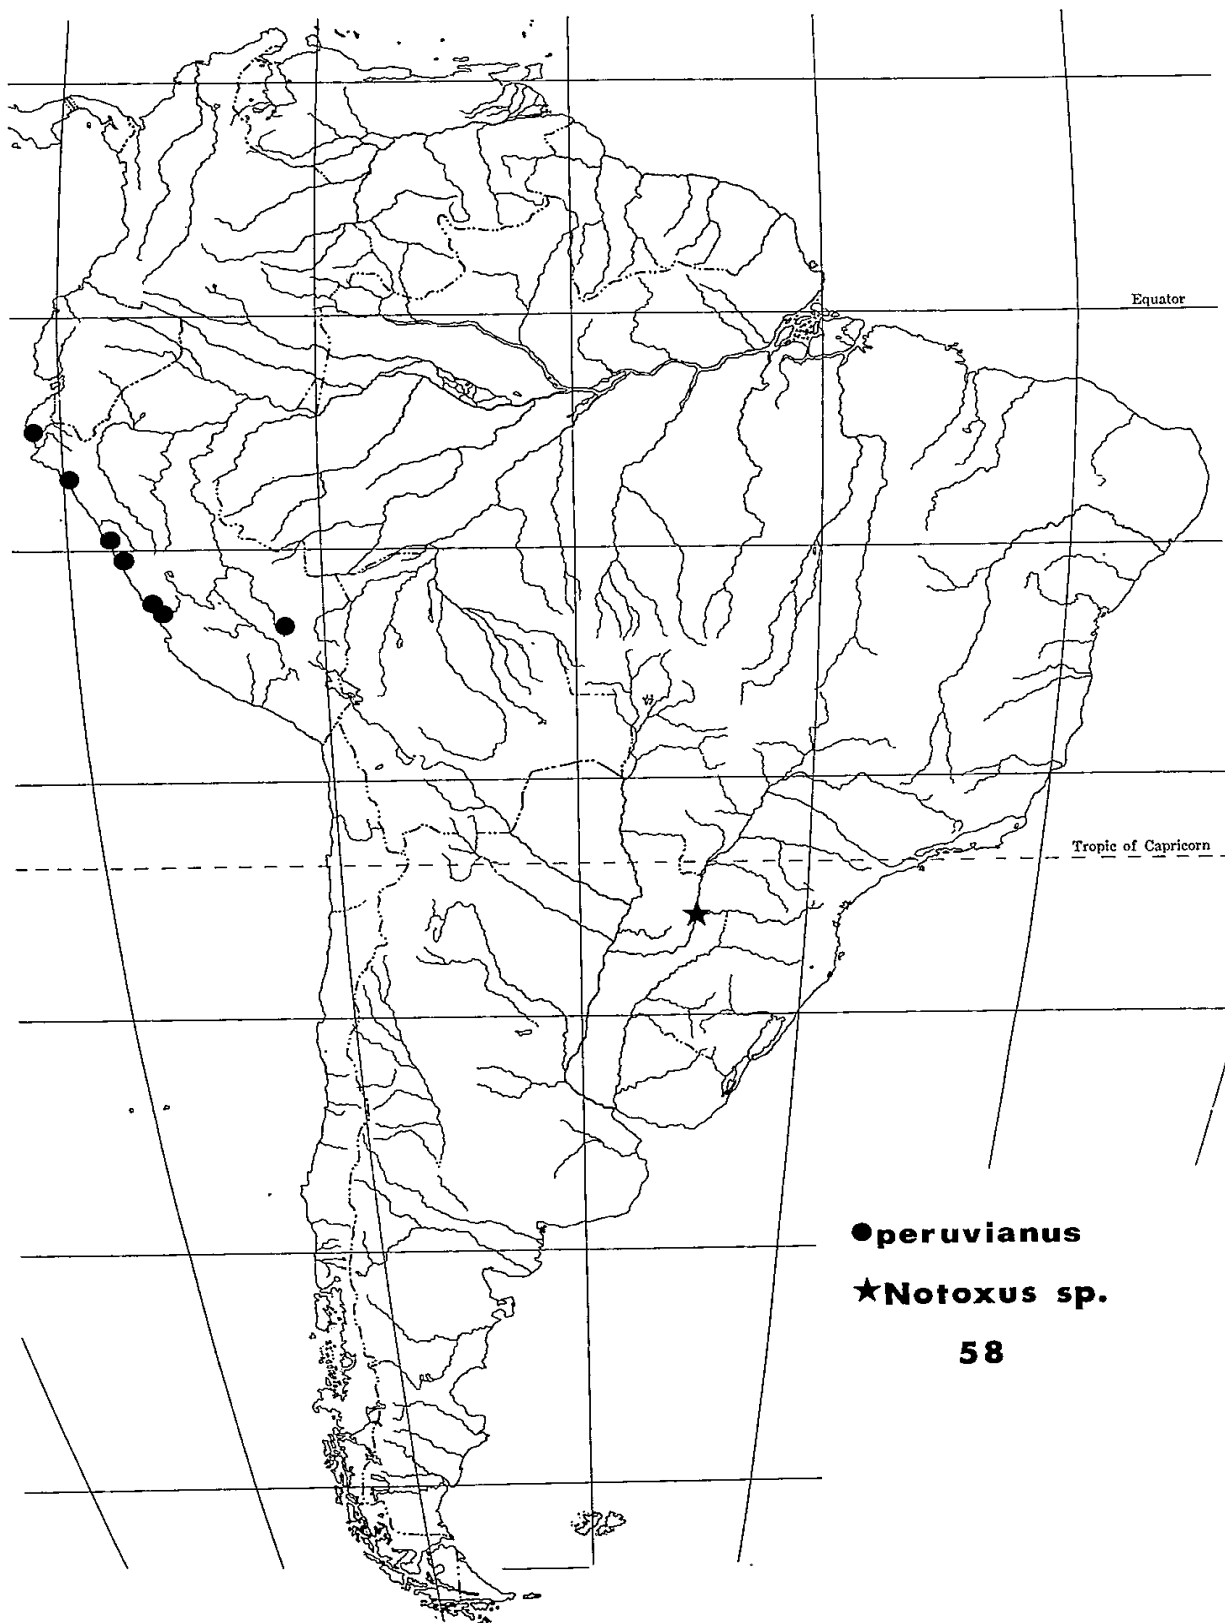 Equator
Tropic of Capricorn
●peruvianus
★Notoxus sp.
58